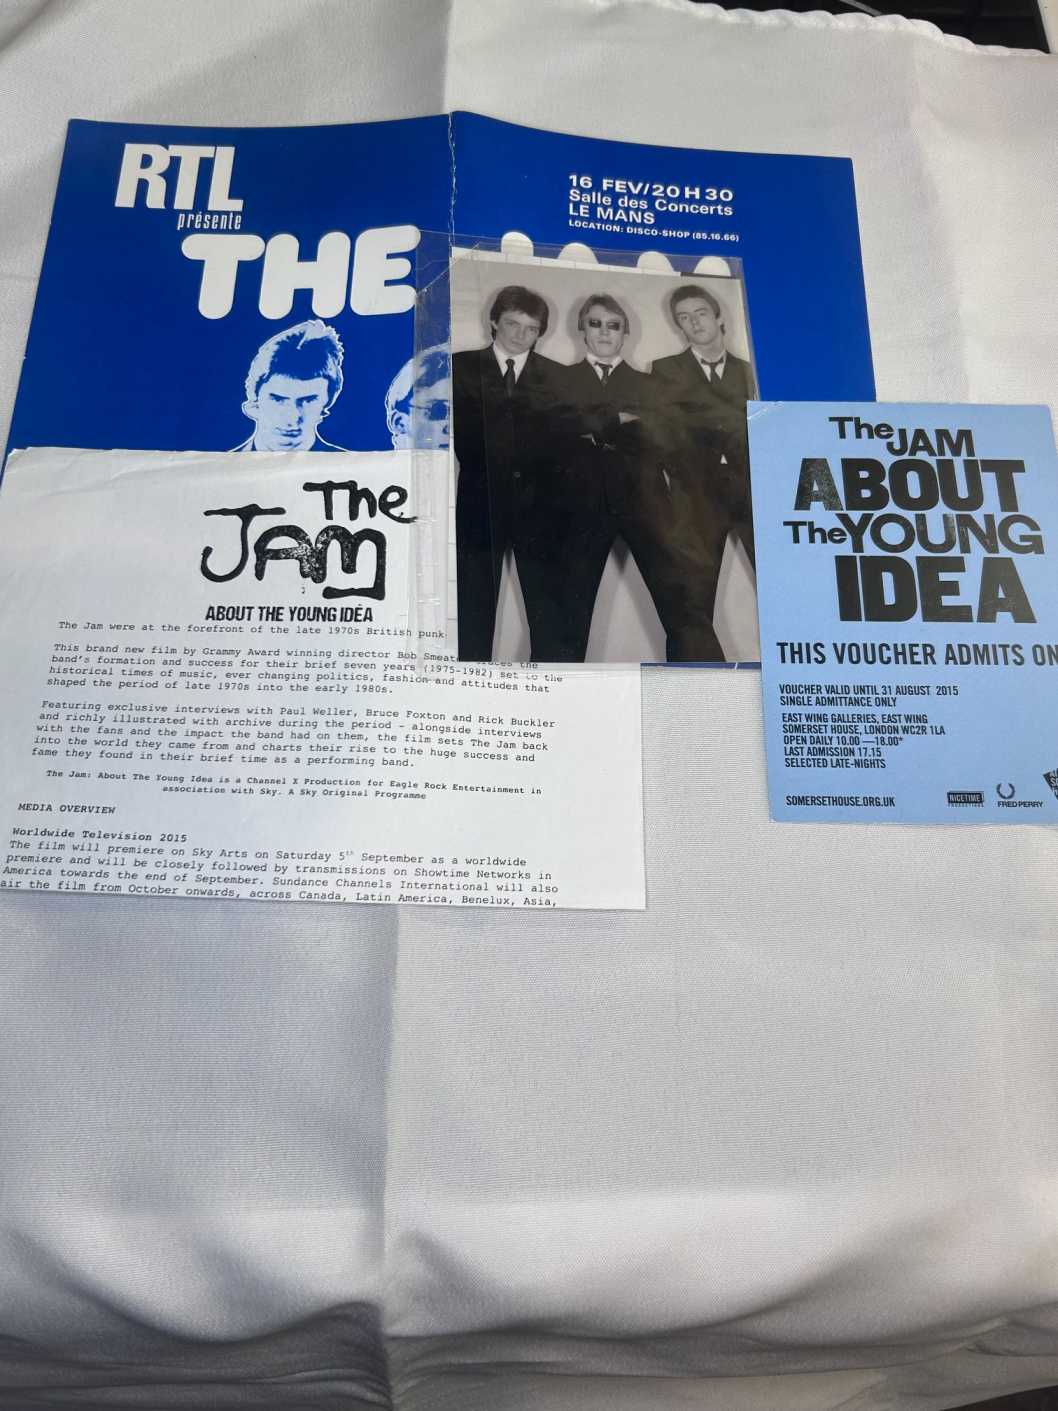 RTL
présente
THE
16 FEV/20 H 30
Salle des Concerts
LE MANS
LOCATION: DISCO-SHOP (85.16.66)
The
JAM
ABOUT THE YOUNG IDEA
The Jam were at the forefront of the late 1970s British punk
This brand new film by Grammy Award winning director Bob Smeat the
band's formation and success for their brief seven years (1975-1982) set to the
historical times of music, ever changing politics, fashion and attitudes that
shaped the period of late 1970s into the early 1980s.
Featuring exclusive interviews with Paul Weller, Bruce Foxton and Rick Buckler
and richly illustrated with archive during the period - alongside interviews
with the fans and the impact the band had on them, the film sets The Jam back
into the world they came from and charts their rise to the huge success and
fame they found in their brief time as a performing band.
The Jam: About The Young Idea is a Channel X Production for Eagle Rock Entertainment in
association with Sky. A Sky Original Programme
MEDIA OVERVIEW
Worldwide Television 2015
The film will premiere on Sky Arts on Saturday 5th September as a worldwide
premiere and will be closely followed by transmissions on Showtime Networks in
America towards the end of September. Sundance Channels International will also
air the film from October onwards, across Canada, Latin America, Benelux, Asia,
The JAM
ABOUT
The YOUNG
IDEA
THIS VOUCHER ADMITS ON
VOUCHER VALID UNTIL 31 AUGUST 2015
SINGLE ADMITTANCE ONLY
EAST WING GALLERIES, EAST WING
SOMERSET HOUSE, LONDON WC2R 1LA
OPEN DAILY 10.00—18.00*
LAST ADMISSION 17.15
SELECTED LATE-NIGHTS
SOMERSETHOUSE.ORG.UK
NICETIME
PRODUCTIONS
FRED PERRY